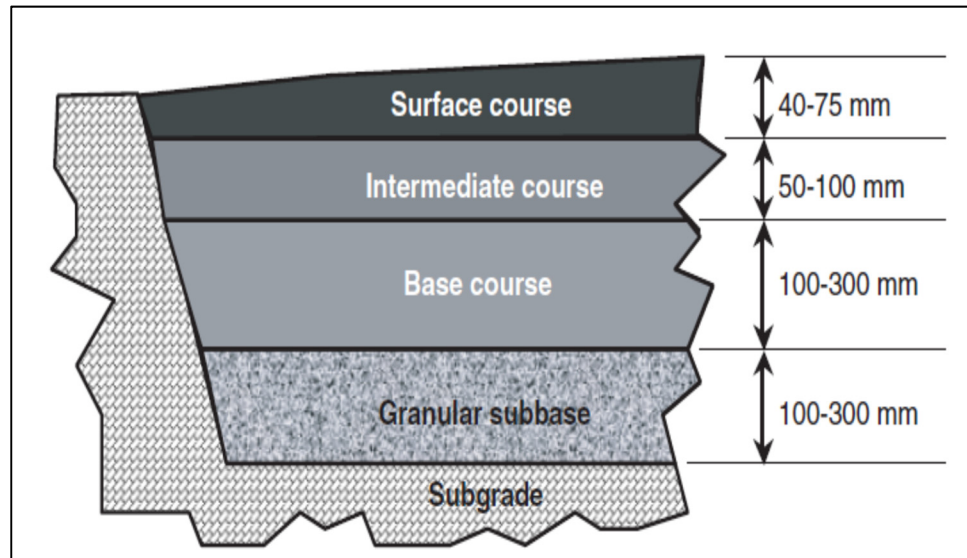 Surface course
40-75 mm
Intermediate course
50-100 mm
Base course
100-300 mm
Granular subbase
100-300 mm
Subgrade